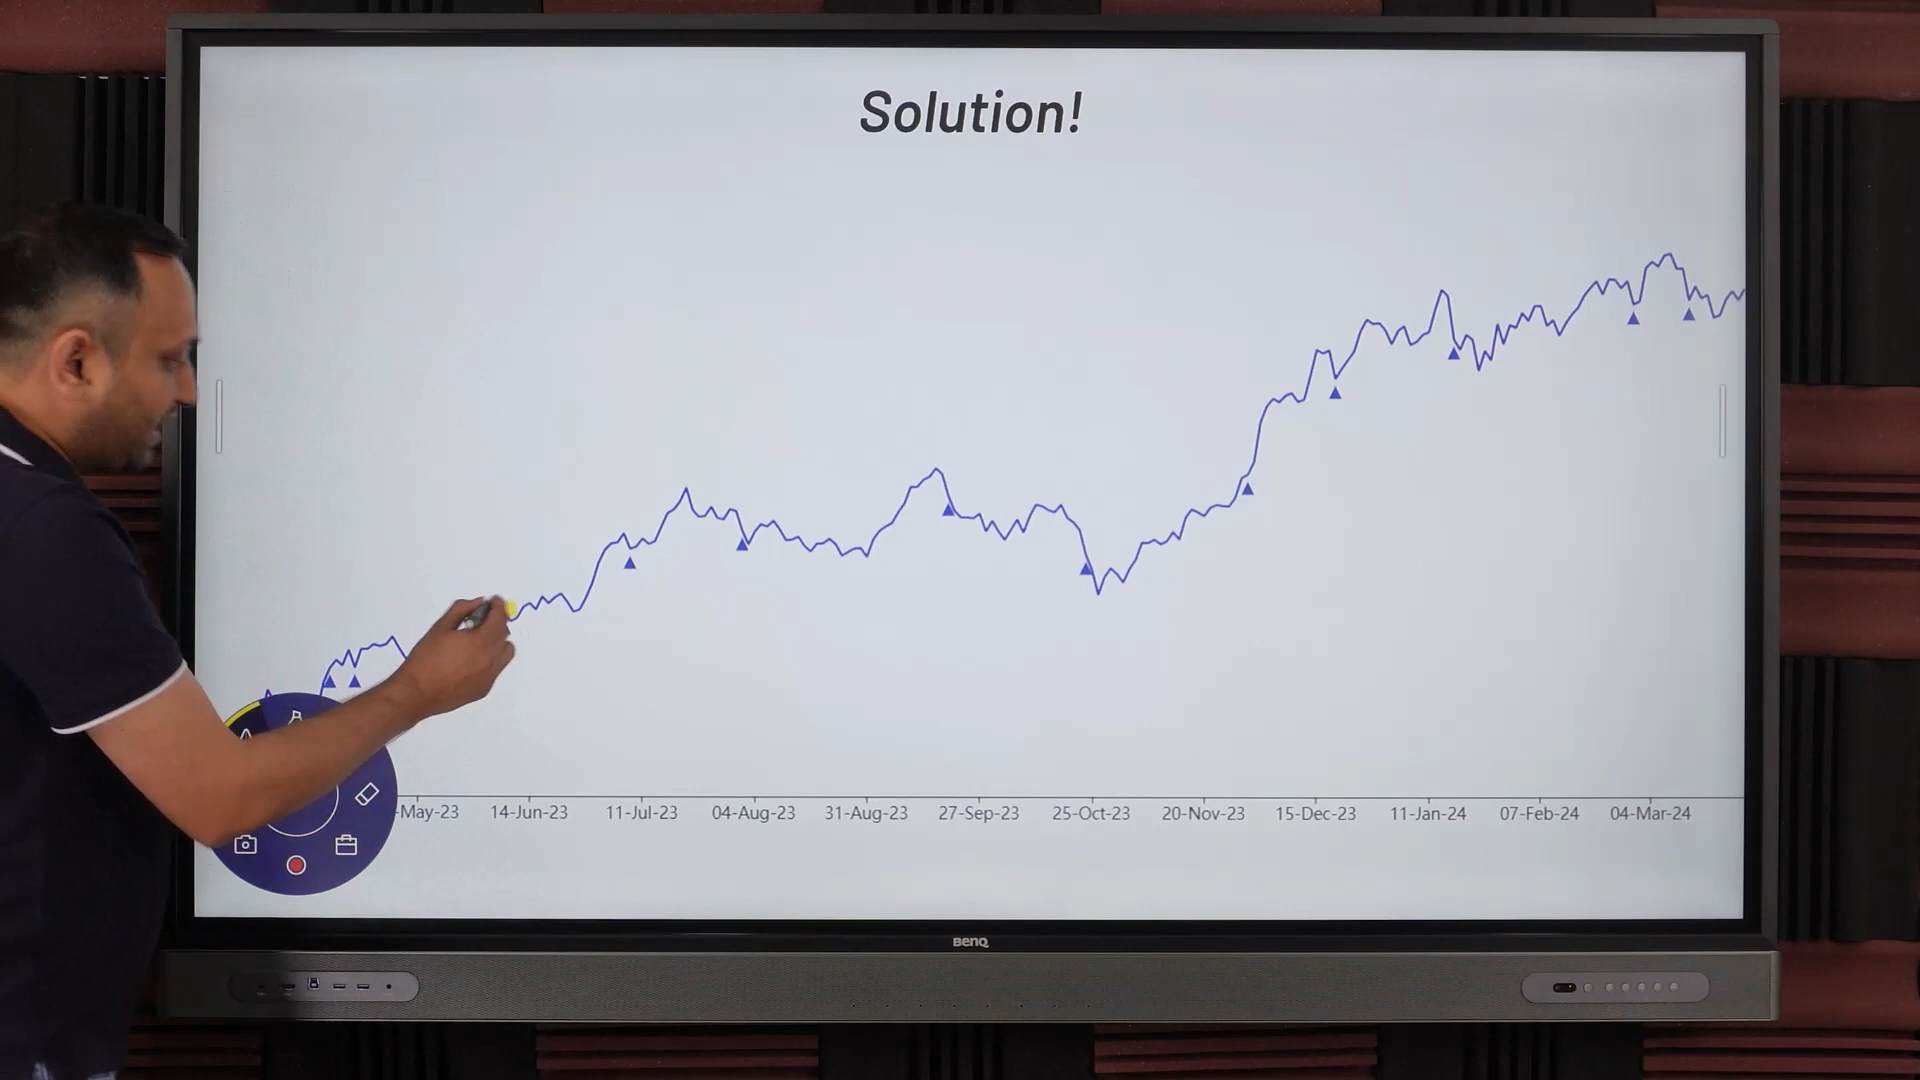 Solution!
-May-23 14-Jun-23 11-Jul-23 04-Aug-23 31-Aug-23 27-Sep-23 25-Oct-23 20-Nov-23 15-Dec-23 11-Jan-24 07-Feb-24 04-Mar-24
BenQ